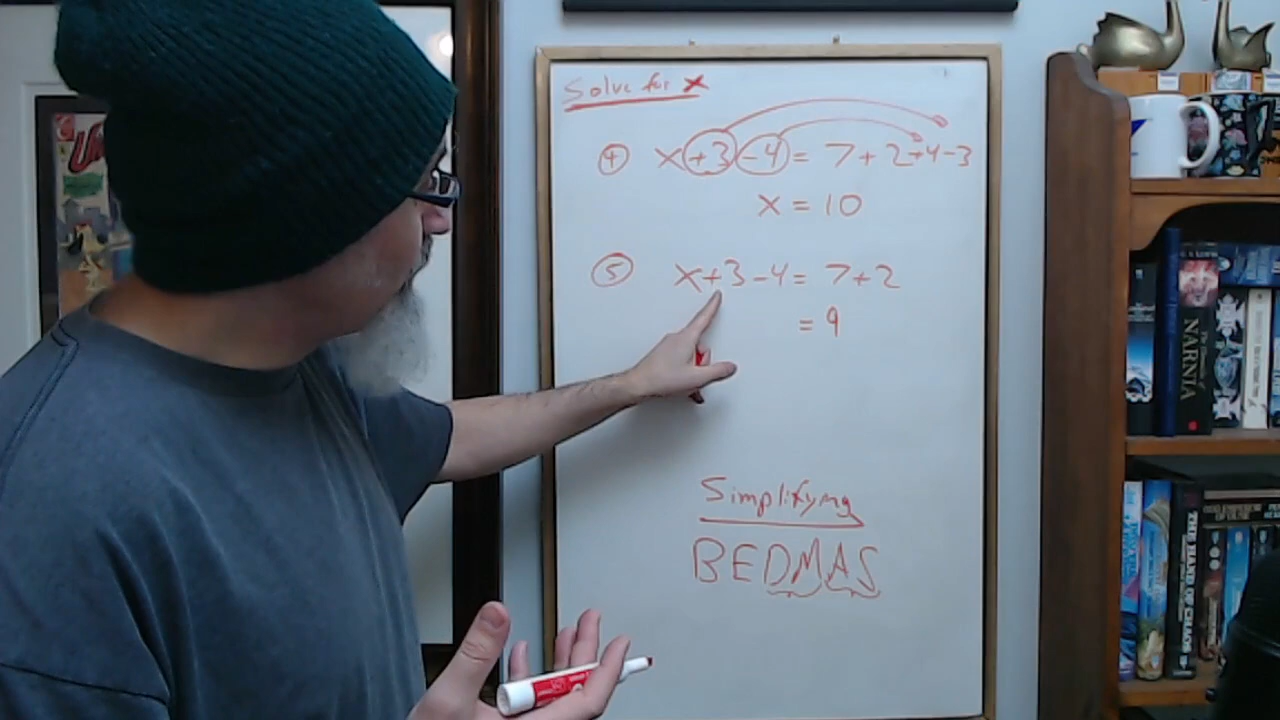 Solve for x
④ x +3 -4 = 7 + 2 +4 -3
x = 10
⑤ x+3-4 = 7+2
= 9
Simplifying
BEDMAS
NARNIA